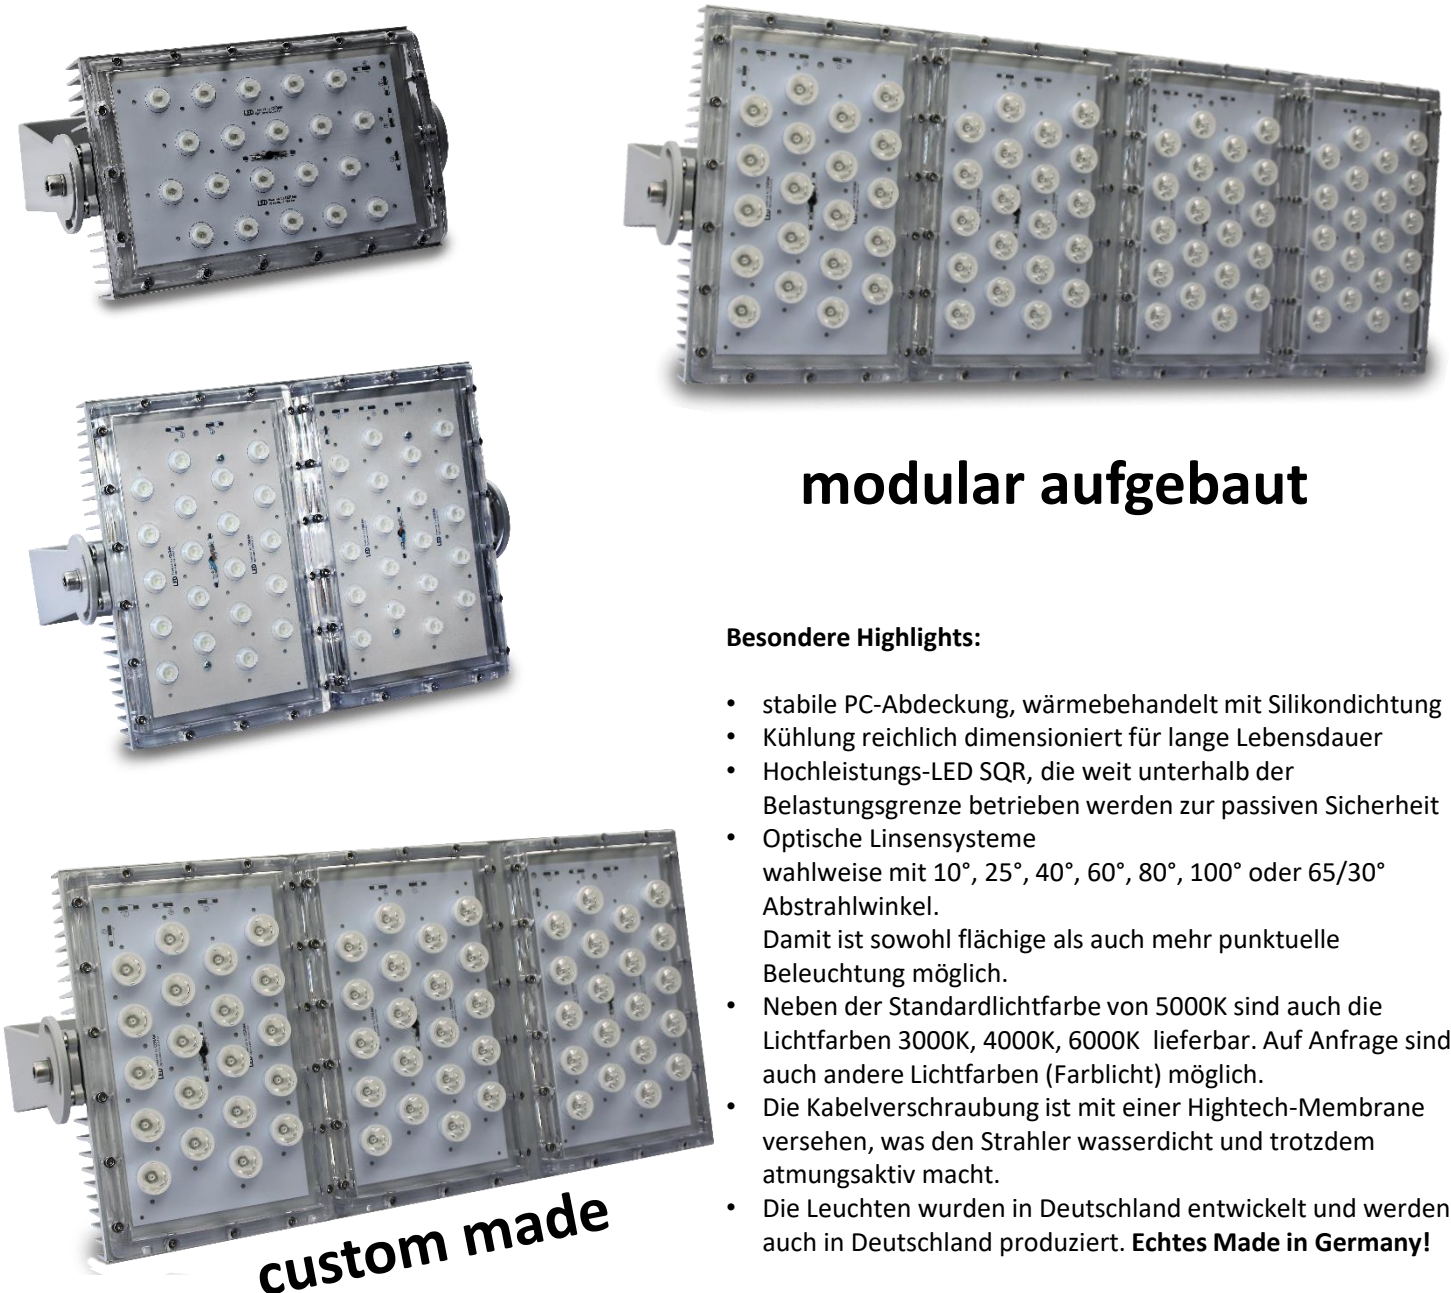 modular aufgebaut
Besondere Highlights:
• stabile PC-Abdeckung, wärmebehandelt mit Silikondichtung
• Kühlung reichlich dimensioniert für lange Lebensdauer
• Hochleistungs-LED SQR, die weit unterhalb der
Belastungsgrenze betrieben werden zur passiven Sicherheit
• Optische Linsensysteme
wahlweise mit 10°, 25°, 40°, 60°, 80°, 100° oder 65/30°
Abstrahlwinkel.
Damit ist sowohl flächige als auch mehr punktuelle
Beleuchtung möglich.
• Neben der Standardlichtfarbe von 5000K sind auch die
Lichtfarben 3000K, 4000K, 6000K lieferbar. Auf Anfrage sind
auch andere Lichtfarben (Farblicht) möglich.
• Die Kabelverschraubung ist mit einer Hightech-Membrane
versehen, was den Strahler wasserdicht und trotzdem
atmungsaktiv macht.
• Die Leuchten wurden in Deutschland entwickelt und werden
auch in Deutschland produziert. Echtes Made in Germany!
custom made
LED
LED
LED
LED
LED